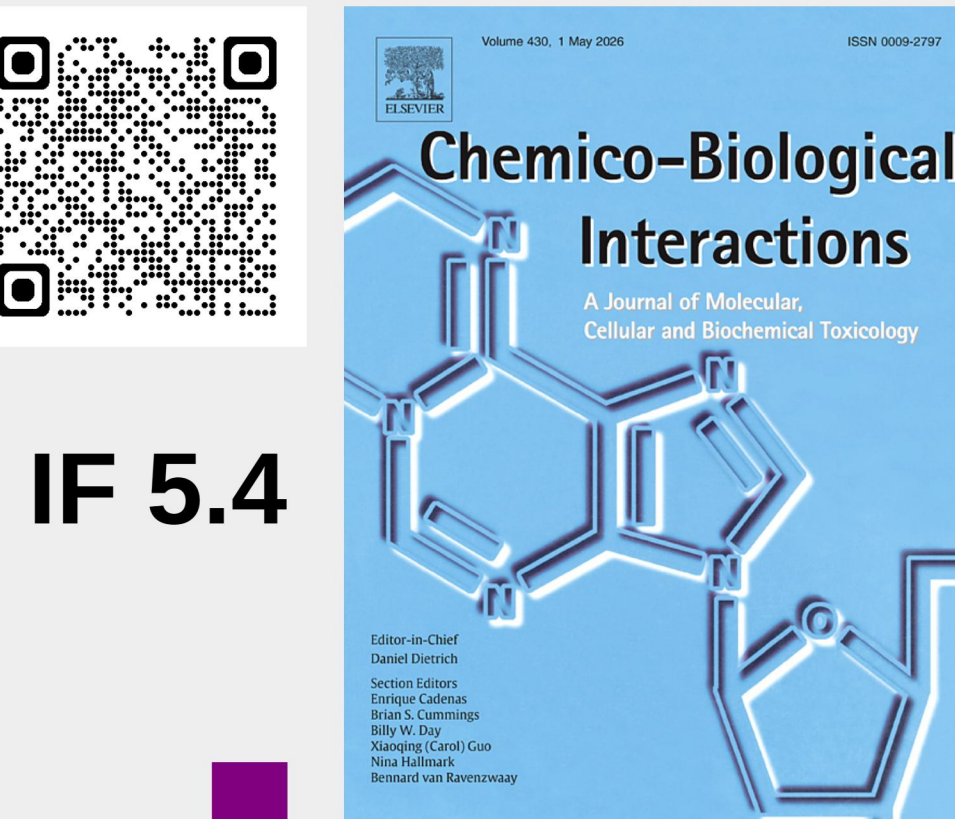 IF 5.4
Volume 430, 1 May 2026
ISSN 0009-2797
ELSEVIER
Chemico-Biological
Interactions
A Journal of Molecular,
Cellular and Biochemical Toxicology
N
N
N
N
N
O
Editor-in-Chief
Daniel Dietrich
Section Editors
Enrique Cadenas
Brian S. Cummings
Billy W. Day
Xiaoqing (Carol) Guo
Nina Hallmark
Bennard van Ravenzwaay